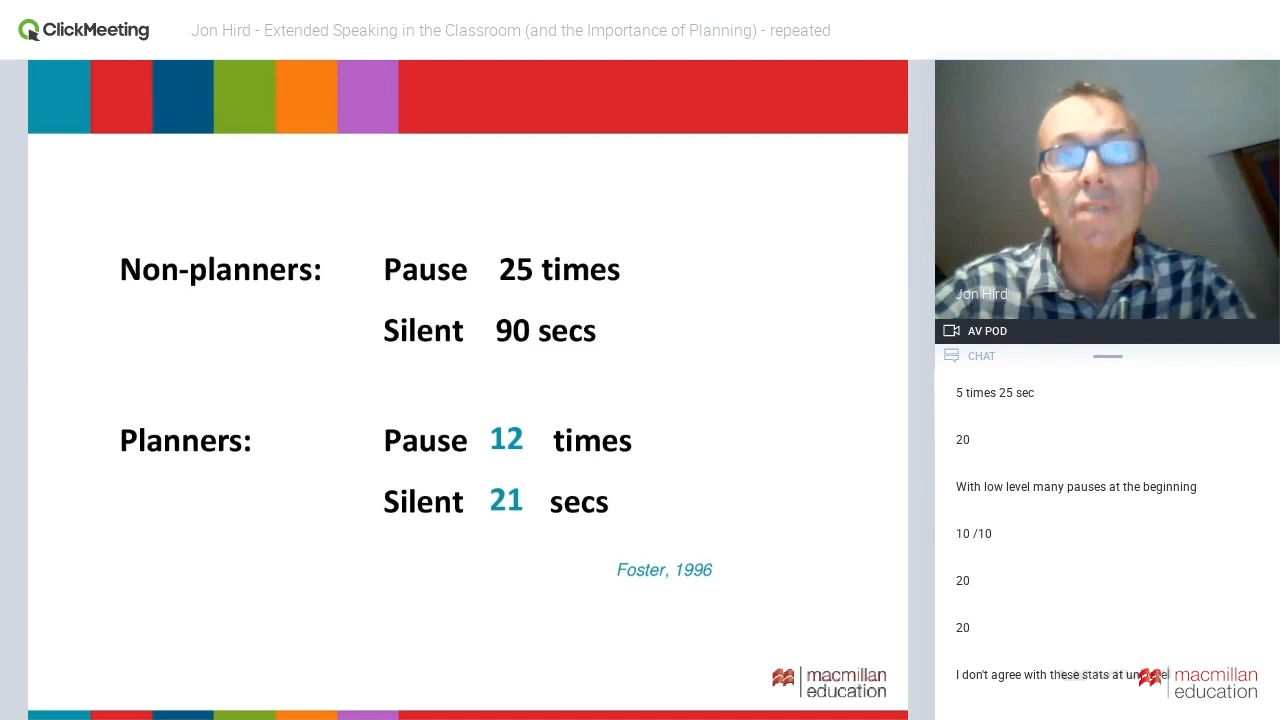 ClickMeeting
Jon Hird - Extended Speaking in the Classroom (and the Importance of Planning) - repeated
Non-planners: Pause 25 times
Silent 90 secs
Planners: Pause 12 times
Silent 21 secs
Foster, 1996
macmillan
education
Jon Hird
AV POD
CHAT
5 times 25 sec
20
With low level many pauses at the beginning
10 /10
20
20
I don't agree with these stats at
macmillan
education